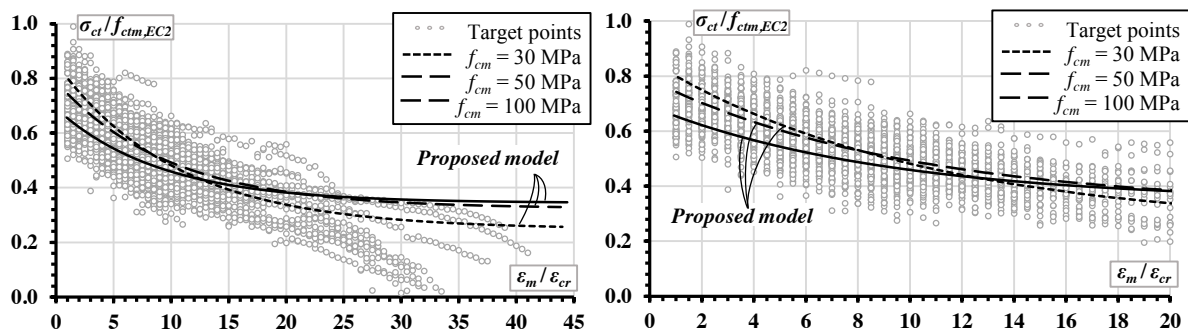 σct/fctm,EC2
Target points
fcm = 30 MPa
fcm = 50 MPa
fcm = 100 MPa
Proposed model
εm/εcr
1.0
0.8
0.6
0.4
0.2
0.0
0 5 10 15 20 25 30 35 40 45
σct/fctm,EC2
Target points
fcm = 30 MPa
fcm = 50 MPa
fcm = 100 MPa
Proposed model
εm/εcr
1.0
0.8
0.6
0.4
0.2
0.0
0 2 4 6 8 10 12 14 16 18 20